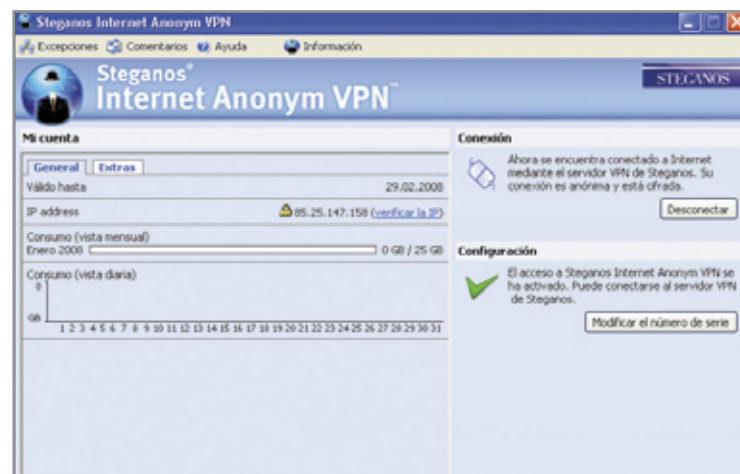 Steganos Internet Anonym VPN
Excepciones Comentarios Ayuda Información
Steganos®
Internet Anonym VPN™
STEGANOS
Mi cuenta
General Extras
Válido hasta 29.02.2008
IP address 85.25.147.158 (verificar la IP)
Consumo (vista mensual)
Enero 2008 0 GB / 25 GB
Consumo (vista diaria)
0
GB
1 2 3 4 5 6 7 8 9 10 11 12 13 14 15 16 17 18 19 20 21 22 23 24 25 26 27 28 29 30 31
Conexión
Ahora se encuentra conectado a Internet
mediante el servidor VPN de Steganos. Su
conexión es anónima y está cifrada.
Desconectar
Configuración
El acceso a Steganos Internet Anonym VPN se
ha activado. Puede conectarse al servidor VPN
de Steganos.
Modificar el número de serie